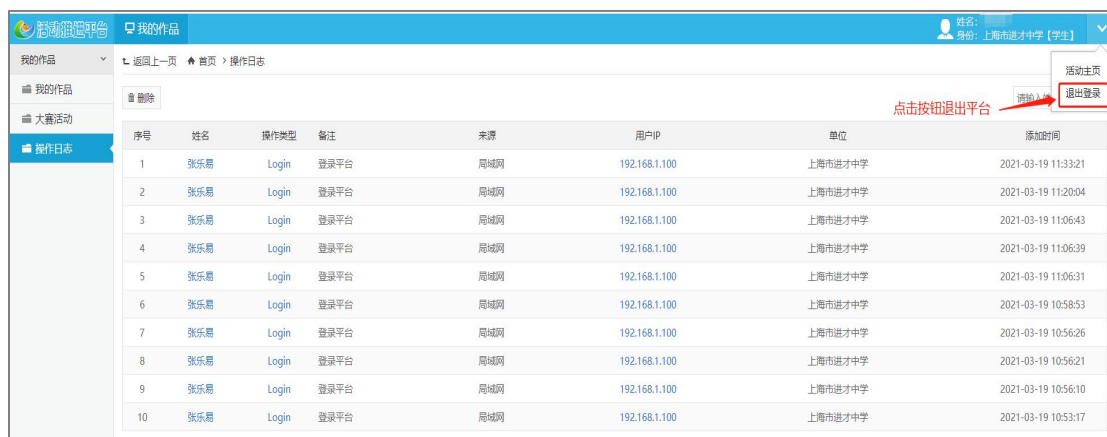 活动推进平台
我的作品
姓名：
身份：上海市进才中学【学生】
我的作品
返回上一页 首页 > 操作日志
活动主页
我的作品
删除
请输入
退出登录
点击按钮退出平台
大赛活动
操作日志
序号 姓名 操作类型 备注 来源 用户IP 单位 添加时间
1 张乐易 Login 登录平台 局域网 192.168.1.100 上海市进才中学 2021-03-19 11:33:21
2 张乐易 Login 登录平台 局域网 192.168.1.100 上海市进才中学 2021-03-19 11:20:04
3 张乐易 Login 登录平台 局域网 192.168.1.100 上海市进才中学 2021-03-19 11:06:43
4 张乐易 Login 登录平台 局域网 192.168.1.100 上海市进才中学 2021-03-19 11:06:39
5 张乐易 Login 登录平台 局域网 192.168.1.100 上海市进才中学 2021-03-19 11:06:31
6 张乐易 Login 登录平台 局域网 192.168.1.100 上海市进才中学 2021-03-19 10:58:53
7 张乐易 Login 登录平台 局域网 192.168.1.100 上海市进才中学 2021-03-19 10:56:26
8 张乐易 Login 登录平台 局域网 192.168.1.100 上海市进才中学 2021-03-19 10:56:21
9 张乐易 Login 登录平台 局域网 192.168.1.100 上海市进才中学 2021-03-19 10:56:10
10 张乐易 Login 登录平台 局域网 192.168.1.100 上海市进才中学 2021-03-19 10:53:17